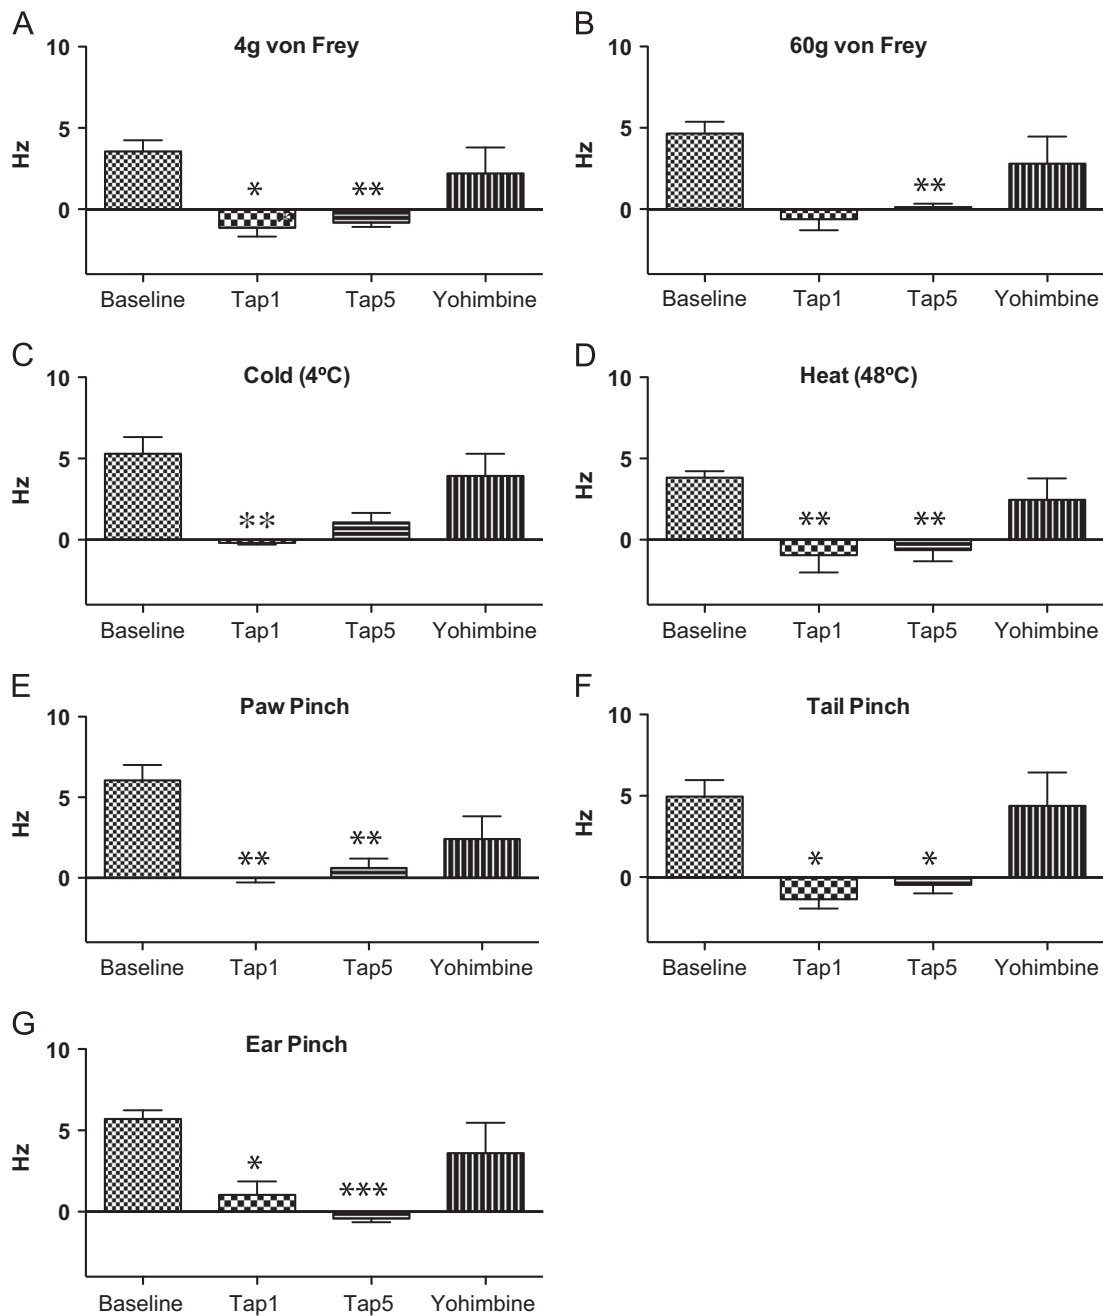 A
4g von Frey
10
5
0
Hz
*
**
Baseline Tap1 Tap5 Yohimbine
B
60g von Frey
10
5
0
Hz
**
Baseline Tap1 Tap5 Yohimbine
C
Cold (4ºC)
10
5
0
Hz
**
Baseline Tap1 Tap5 Yohimbine
D
Heat (48ºC)
10
5
0
Hz
**
**
Baseline Tap1 Tap5 Yohimbine
E
Paw Pinch
10
5
0
Hz
**
**
Baseline Tap1 Tap5 Yohimbine
F
Tail Pinch
10
5
0
Hz
*
*
Baseline Tap1 Tap5 Yohimbine
G
Ear Pinch
10
5
0
Hz
*
***
Baseline Tap1 Tap5 Yohimbine